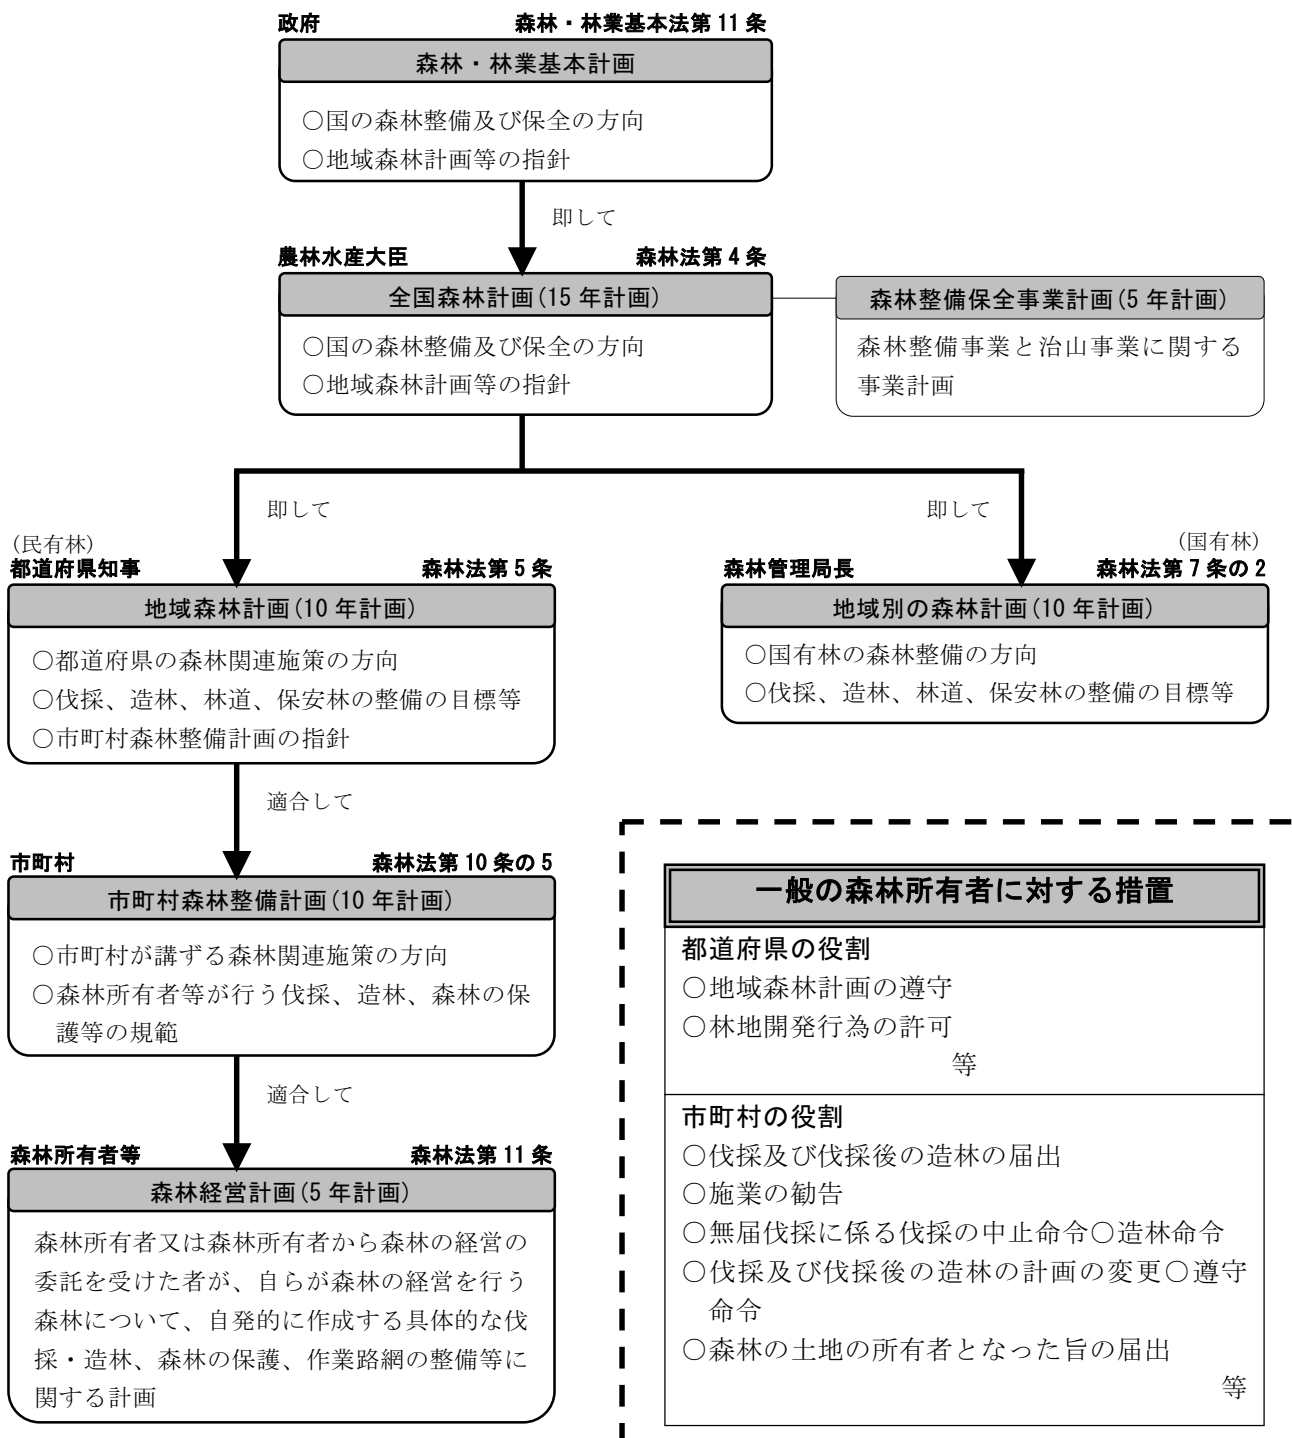 政府 森林・林業基本法第11条
森林・林業基本計画
○国の森林整備及び保全の方向
○地域森林計画等の指針
即して
農林水産大臣 森林法第4条
全国森林計画(15年計画)
○国の森林整備及び保全の方向
○地域森林計画等の指針
森林整備保全事業計画(5年計画)
森林整備事業と治山事業に関する
事業計画
即して
即して
(民有林)
都道府県知事 森林法第5条
地域森林計画(10年計画)
○都道府県の森林関連施策の方向
○伐採、造林、林道、保安林の整備の目標等
○市町村森林整備計画の指針
(国有林)
森林管理局長 森林法第7条の2
地域別の森林計画(10年計画)
○国有林の森林整備の方向
○伐採、造林、林道、保安林の整備の目標等
適合して
市町村 森林法第10条の5
市町村森林整備計画(10年計画)
○市町村が講ずる森林関連施策の方向
○森林所有者等が行う伐採、造林、森林の保
護等の規範
適合して
森林所有者等 森林法第11条
森林経営計画(5年計画)
森林所有者又は森林所有者から森林の経営の
委託を受けた者が、自らが森林の経営を行う
森林について、自発的に作成する具体的な伐
採・造林、森林の保護、作業路網の整備等に
関する計画
一般の森林所有者に対する措置
都道府県の役割
○地域森林計画の遵守
○林地開発行為の許可
等
市町村の役割
○伐採及び伐採後の造林の届出
○施業の勧告
○無届伐採に係る伐採の中止命令○造林命令
○伐採及び伐採後の造林の計画の変更○遵守
命令
○森林の土地の所有者となった旨の届出
等